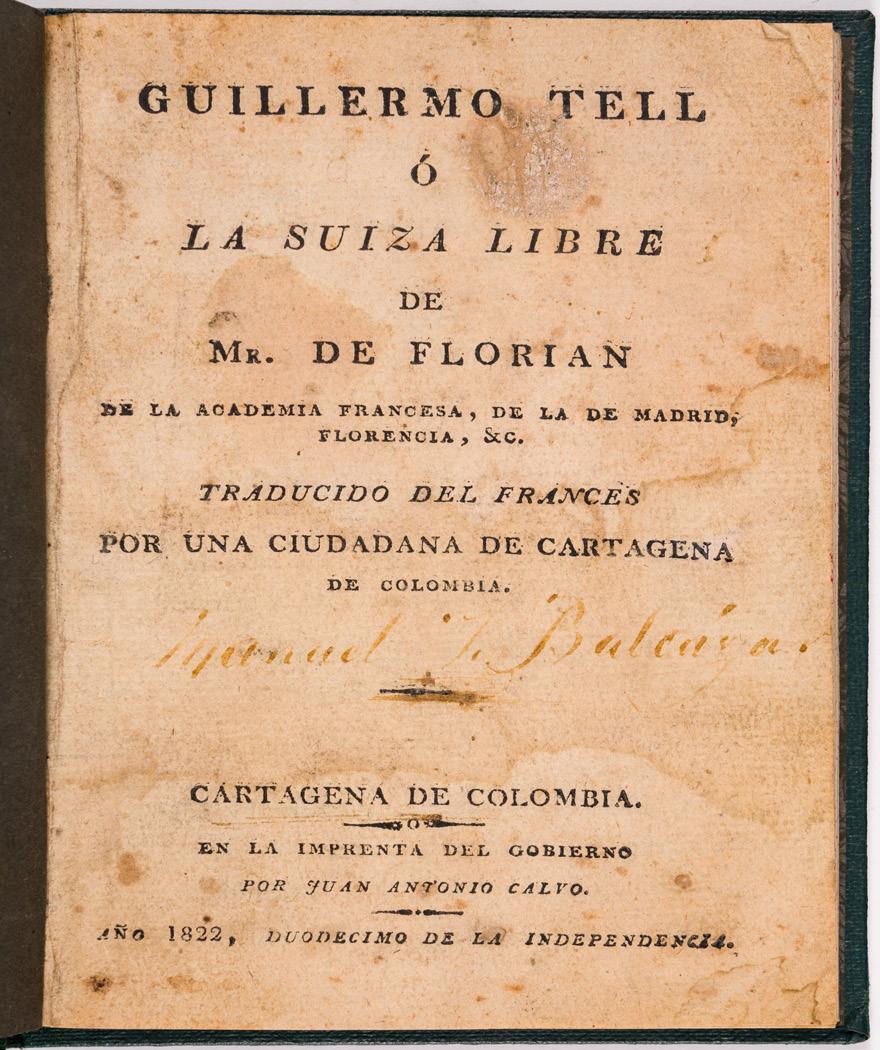 GUILLERMO TELL
Ó
LA SUIZA LIBRE
DE
MR. DE FLORIAN
DE LA ACADEMIA FRANCESA, DE LA DE MADRID,
FLORENCIA, &C.
TRADUCIDO DEL FRANCES
POR UNA CIUDADANA DE CARTAGENA
DE COLOMBIA.
Manuel J. Balcázar
CARTAGENA DE COLOMBIA.
EN LA IMPRENTA DEL GOBIERNO
POR JUAN ANTONIO CALVO.
AÑO 1822, DUODECIMO DE LA INDEPENDENCIA.